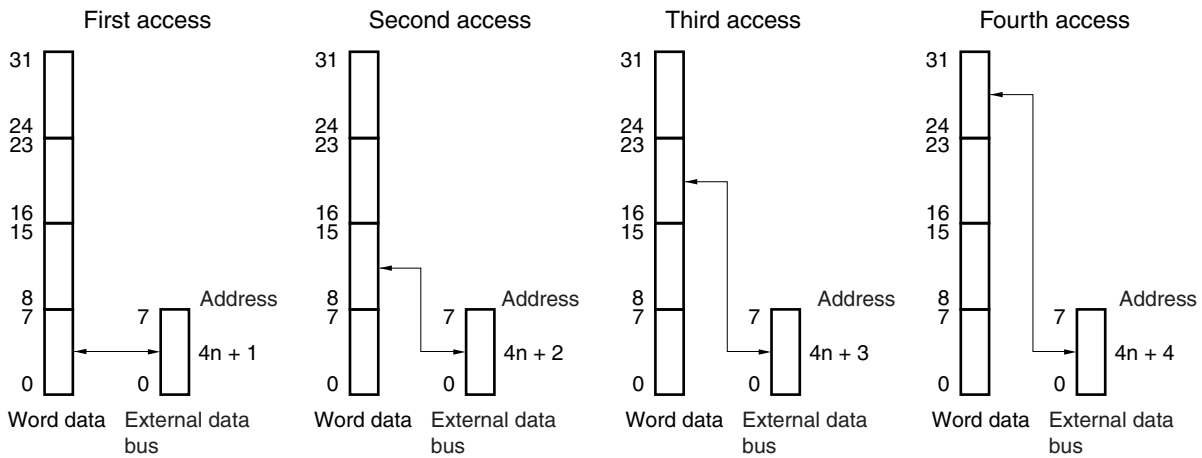 First access
31
24
23
16
15
8
7
0
Address
7
4n + 1
0
Word data
External data
bus
Second access
31
24
23
16
15
8
7
0
Address
7
4n + 2
0
Word data
External data
bus
Third access
31
24
23
16
15
8
7
0
Address
7
4n + 3
0
Word data
External data
bus
Fourth access
31
24
23
16
15
8
7
0
Address
7
4n + 4
0
Word data
External data
bus